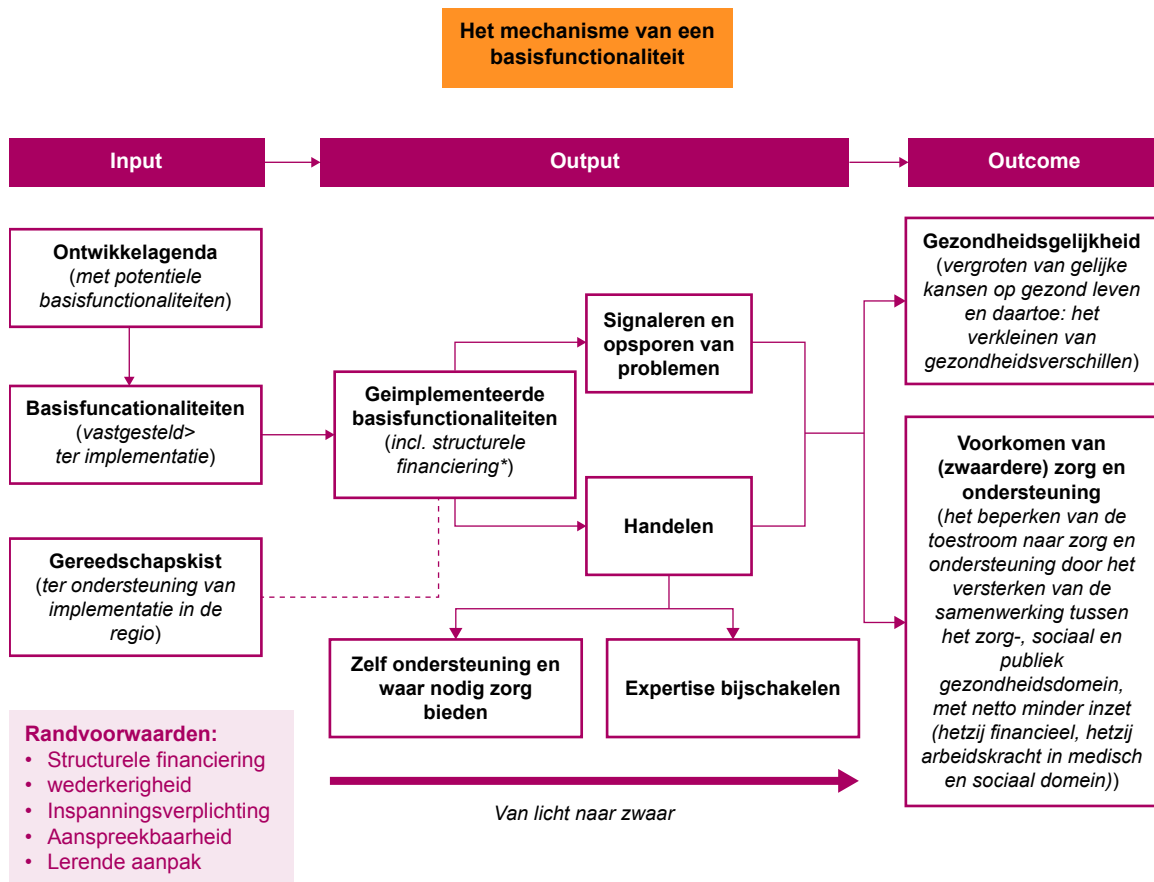 Het mechanisme van een
basisfunctionaliteit
Input
Output
Outcome
Ontwikkelagenda
(met potentiele
basisfunctionaliteiten)
Basisfuncationaliteiten
(vastgesteld>
ter implementatie)
Gereedschapskist
(ter ondersteuning van
implementatie in de
regio)
Randvoorwaarden:
• Structurele financiering
• wederkerigheid
• Inspanningsverplichting
• Aanspreekbaarheid
• Lerende aanpak
Geimplementeerde
basisfunctionaliteiten
(incl. structurele
financiering*)
Signaleren en
opsporen van
problemen
Handelen
Zelf ondersteuning en
waar nodig zorg
bieden
Expertise bijschakelen
Van licht naar zwaar
Gezondheidsgelijkheid
(vergroten van gelijke
kansen op gezond leven
en daartoe: het
verkleinen van
gezondheidsverschillen)
Voorkomen van
(zwaardere) zorg en
ondersteuning
(het beperken van de
toestroom naar zorg en
ondersteuning door het
versterken van de
samenwerking tussen
het zorg-, sociaal en
publiek
gezondheidsdomein,
met netto minder inzet
(hetzij financieel, hetzij
arbeidskracht in medisch
en sociaal domein))